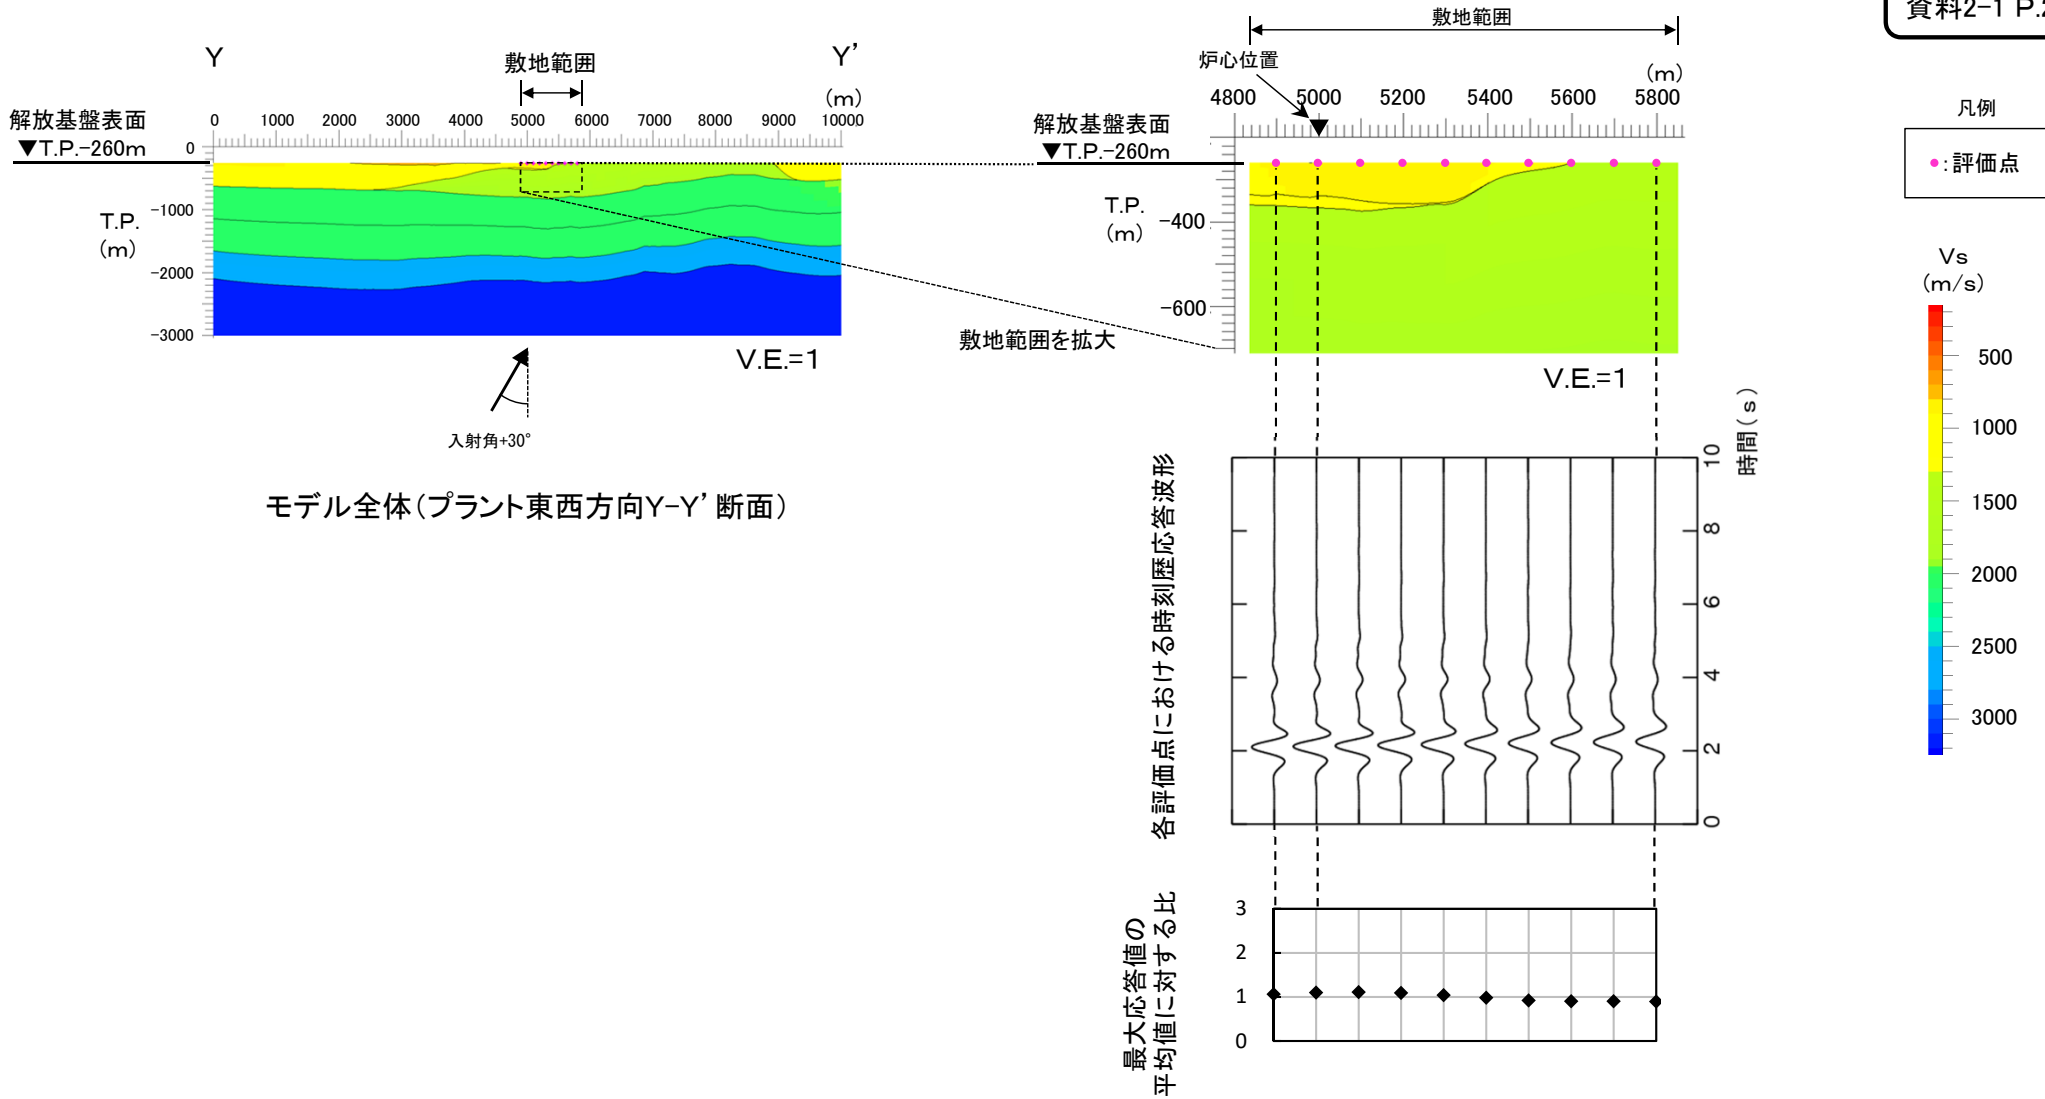 資料2-1 P.2
Y
Y’
敷地範囲
(m)
解放基盤表面
▼T.P.-260m
0 1000 2000 3000 4000 5000 6000 7000 8000 9000 10000
0
-1000
-2000
-3000
T.P.
(m)
V.E.=1
入射角+30°
モデル全体(プラント東西方向Y-Y’断面)
敷地範囲
炉心位置
(m)
4800 5000 5200 5400 5600 5800
解放基盤表面
▼T.P.-260m
T.P.
(m)
-400
-600
敷地範囲を拡大
V.E.=1
凡例
●:評価点
Vs
(m/s)
500
1000
1500
2000
2500
3000
各評価点における時刻歴応答波形
時間(s)
10
8
6
4
2
0
最大応答値の
平均値に対する比
3
2
1
0